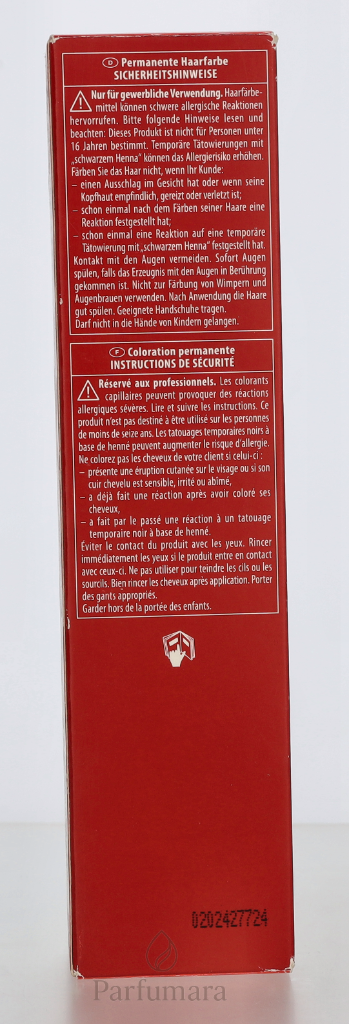 D Permanente Haarfarbe
SICHERHEITSHINWEISE
Nur für gewerbliche Verwendung. Haarfärbe-
mittel können schwere allergische Reaktionen
hervorrufen. Bitte folgende Hinweise lesen und
beachten: Dieses Produkt ist nicht für Personen unter
16 Jahren bestimmt. Temporäre Tätowierungen mit
„schwarzem Henna“ können das Allergierisiko erhöhen.
Färben Sie das Haar nicht, wenn Ihr Kunde:
– einen Ausschlag im Gesicht hat oder wenn seine
Kopfhaut empfindlich, gereizt oder verletzt ist;
– schon einmal nach dem Färben seiner Haare eine
Reaktion festgestellt hat;
– schon einmal eine Reaktion auf eine temporäre
Tätowierung mit „schwarzem Henna“ festgestellt hat.
Kontakt mit den Augen vermeiden. Sofort Augen
spülen, falls das Erzeugnis mit den Augen in Berührung
gekommen ist. Nicht zur Färbung von Wimpern und
Augenbrauen verwenden. Nach Anwendung die Haare
gut spülen. Geeignete Handschuhe tragen.
Darf nicht in die Hände von Kindern gelangen.
F Coloration permanente
INSTRUCTIONS DE SÉCURITÉ
Réservé aux professionnels. Les colorants
capillaires peuvent provoquer des réactions
allergiques sévères. Lire et suivre les instructions. Ce
produit n'est pas destiné à être utilisé sur les personnes
de moins de seize ans. Les tatouages temporaires noirs à
base de henné peuvent augmenter le risque d'allergie.
Ne colorez pas les cheveux de votre client si celui-ci :
– présente une éruption cutanée sur le visage ou si son
cuir chevelu est sensible, irrité ou abîmé,
– a déjà fait une réaction après avoir coloré ses
cheveux,
– a fait par le passé une réaction à un tatouage
temporaire noir à base de henné.
Éviter le contact du produit avec les yeux. Rincer
immédiatement les yeux si le produit entre en contact
avec ceux-ci. Ne pas utiliser pour teindre les cils ou les
sourcils. Bien rincer les cheveux après application. Porter
des gants appropriés.
Garder hors de la portée des enfants.
0202427724
Parfumara